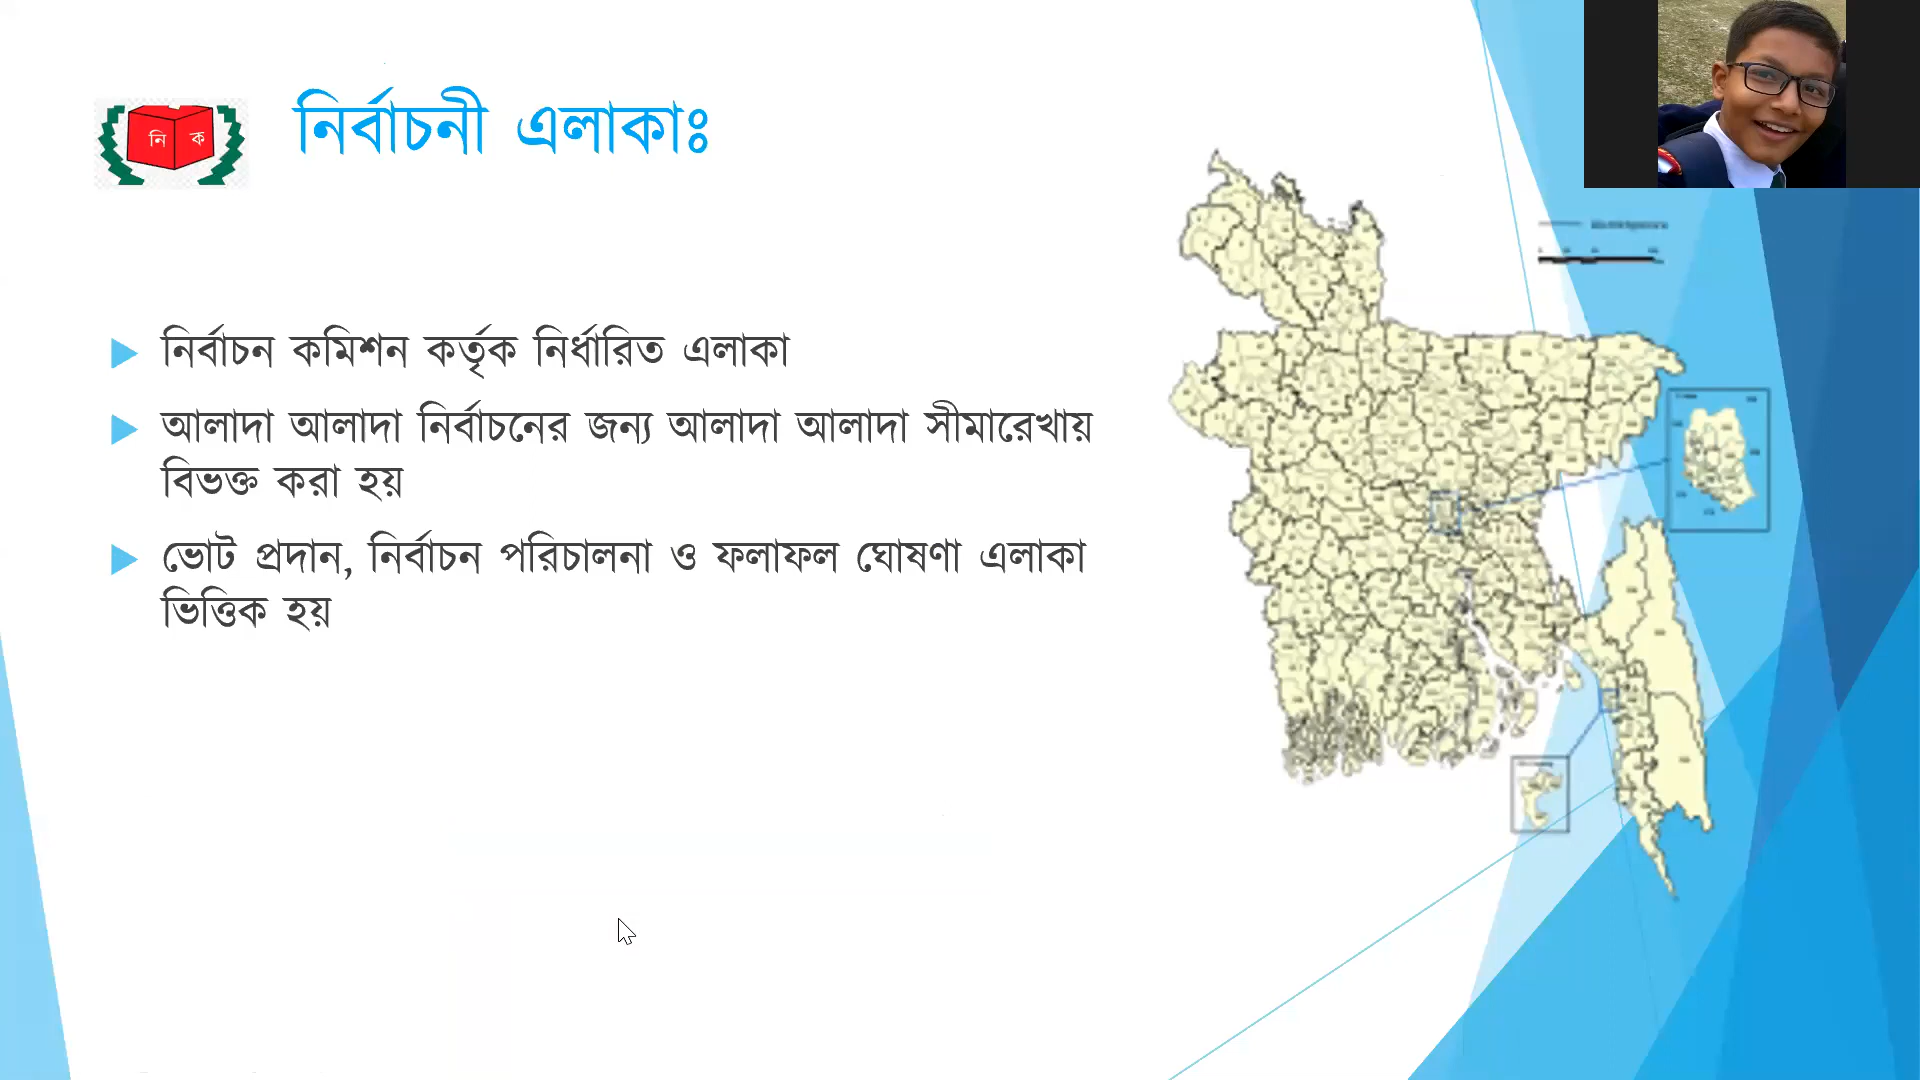 নির্বাচনী এলাকাঃ
নি ক
নির্বাচন কমিশন কর্তৃক নির্ধারিত এলাকা
আলাদা আলাদা নির্বাচনের জন্য আলাদা আলাদা সীমারেখায়
বিভক্ত করা হয়
ভোট প্রদান, নির্বাচন পরিচালনা ও ফলাফল ঘোষণা এলাকা
ভিত্তিক হয়